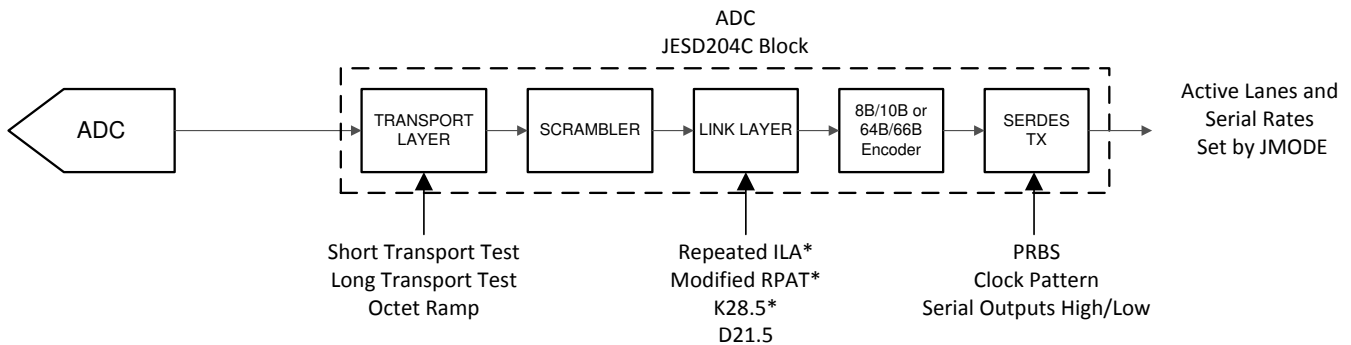 ADC
JESD204C Block
ADC
TRANSPORT
LAYER
SCRAMBLER
LINK LAYER
8B/10B or
64B/66B
Encoder
SERDES
TX
Active Lanes and
Serial Rates
Set by JMODE
Short Transport Test
Long Transport Test
Octet Ramp
Repeated ILA*
Modified RPAT*
K28.5*
D21.5
PRBS
Clock Pattern
Serial Outputs High/Low